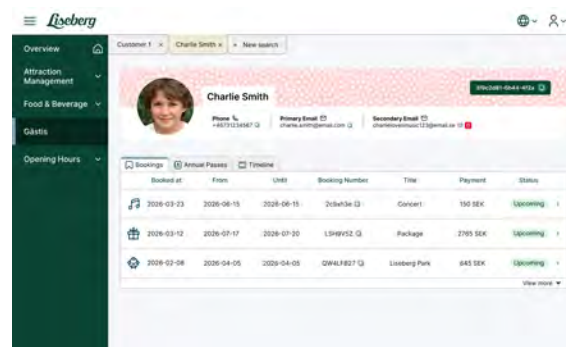 Liseberg
Overview
Attraction Management
Food & Beverage
Gästis
Opening Hours
Customer 1 × Charlie Smith × + New search
Charlie Smith
Phone Primary Email Secondary Email
charlie.smith@email.com
Bookings Annual Passes Timeline
Booked at From Until Booking Number Title Payment Status
2026-03-23 2026-06-15 2026-06-15 Concert 150 SEK Upcoming
2026-03-12 2026-07-17 2026-07-20 Package 2765 SEK Upcoming
2026-02-08 2026-04-05 2026-04-05 Liseberg Park 645 SEK Upcoming
View more